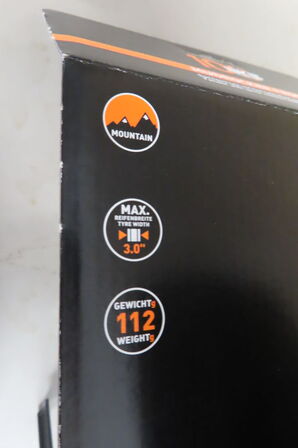 MOUNTAIN
MAX.
REIFENBREITE
TYRE WIDTH
3.0"
GEWICHTg
112
WEIGHTg